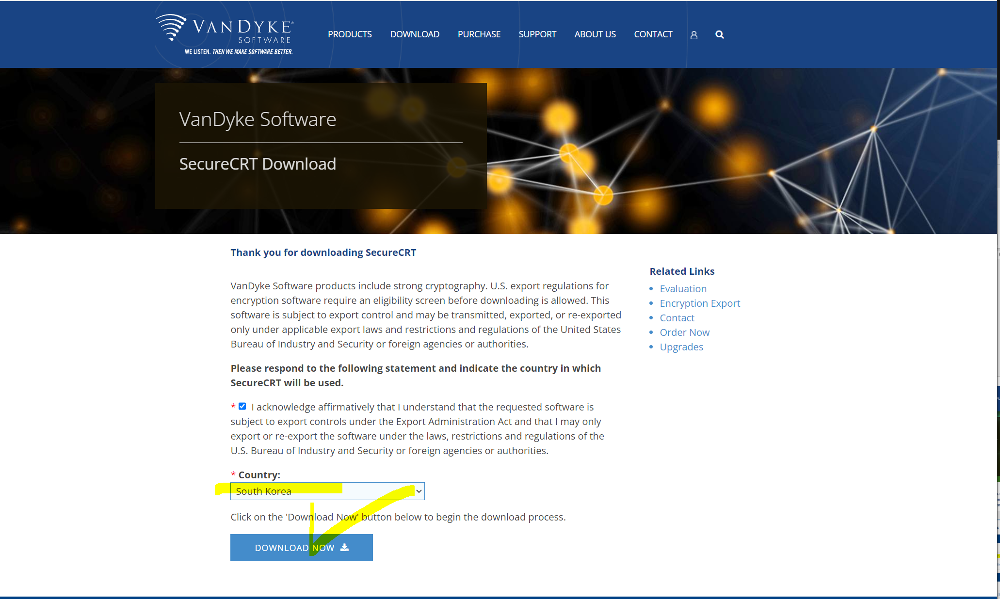 VANDYKE®
SOFTWARE
WE LISTEN. THEN WE MAKE SOFTWARE BETTER.
PRODUCTS DOWNLOAD PURCHASE SUPPORT ABOUT US CONTACT
VanDyke Software
SecureCRT Download
Thank you for downloading SecureCRT
VanDyke Software products include strong cryptography. U.S. export regulations for
encryption software require an eligibility screen before downloading is allowed. This
software is subject to export control and may be transmitted, exported, or re-exported
only under applicable export laws and restrictions and regulations of the United States
Bureau of Industry and Security or foreign agencies or authorities.
Please respond to the following statement and indicate the country in which
SecureCRT will be used.
* I acknowledge affirmatively that I understand that the requested software is
subject to export controls under the Export Administration Act and that I may only
export or re-export the software under the laws, restrictions and regulations of the
U.S. Bureau of Industry and Security or foreign agencies or authorities.
* Country:
South Korea
Click on the 'Download Now' button below to begin the download process.
DOWNLOAD NOW
Related Links
Evaluation
Encryption Export
Contact
Order Now
Upgrades